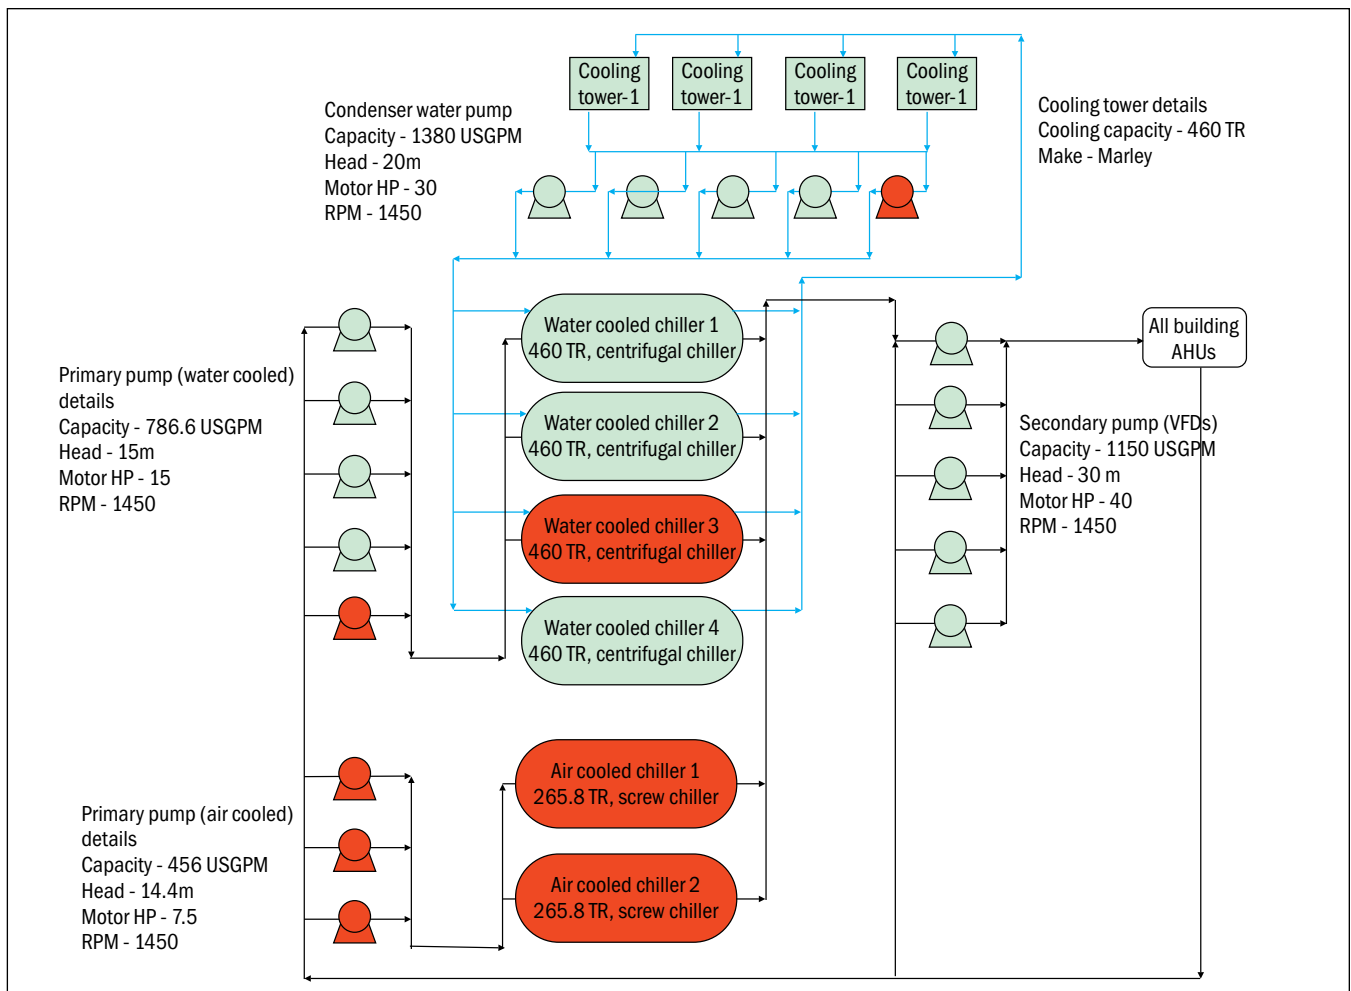 Cooling
tower-1
Cooling
tower-1
Cooling
tower-1
Cooling
tower-1
Condenser water pump
Capacity - 1380 USGPM
Head - 20m
Motor HP - 30
RPM - 1450
Cooling tower details
Cooling capacity - 460 TR
Make - Marley
Primary pump (water cooled)
details
Capacity - 786.6 USGPM
Head - 15m
Motor HP - 15
RPM - 1450
Water cooled chiller 1
460 TR, centrifugal chiller
Water cooled chiller 2
460 TR, centrifugal chiller
Water cooled chiller 3
460 TR, centrifugal chiller
Water cooled chiller 4
460 TR, centrifugal chiller
All building
AHUs
Secondary pump (VFDs)
Capacity - 1150 USGPM
Head - 30 m
Motor HP - 40
RPM - 1450
Primary pump (air cooled)
details
Capacity - 456 USGPM
Head - 14.4m
Motor HP - 7.5
RPM - 1450
Air cooled chiller 1
265.8 TR, screw chiller
Air cooled chiller 2
265.8 TR, screw chiller